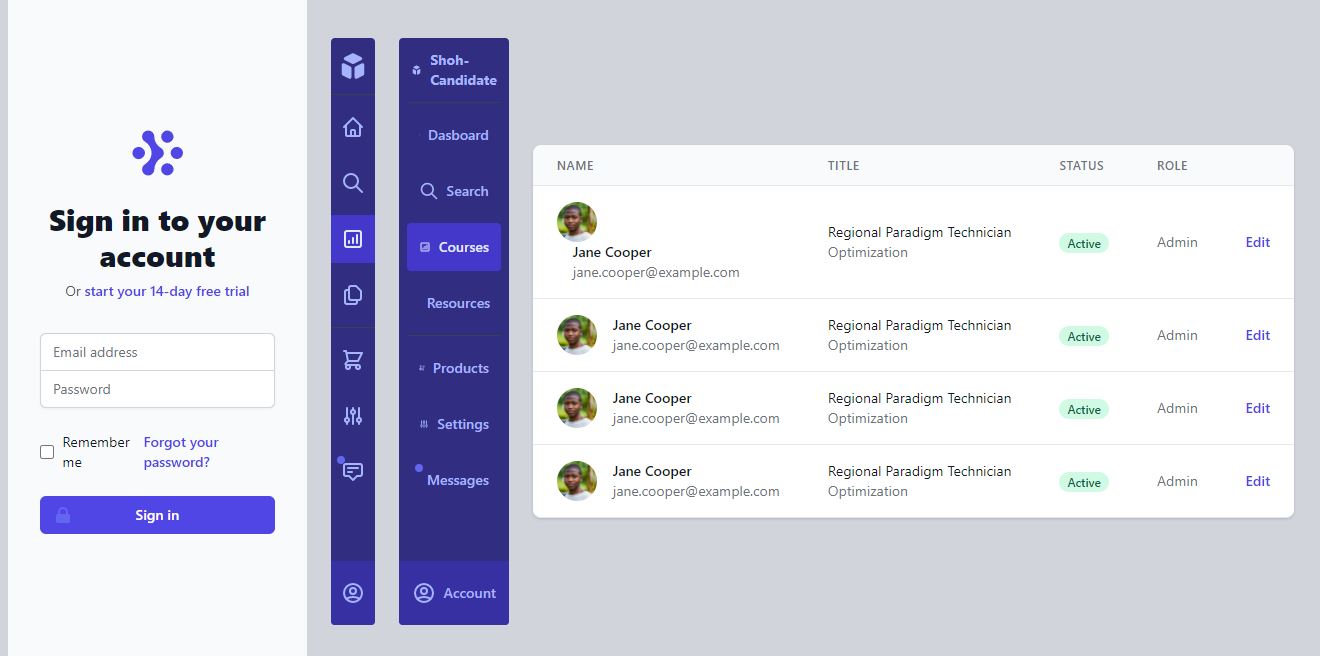 Sign in to your
account
Or start your 14-day free trial
Email address
Password
Remember
me
Forgot your
password?
Sign in
Shoh-
Candidate
Dasboard
Search
Courses
Resources
Products
Settings
Messages
Account
NAME TITLE STATUS ROLE
Jane Cooper
jane.cooper@example.com
Regional Paradigm Technician
Optimization
Active
Admin
Edit
Jane Cooper
jane.cooper@example.com
Regional Paradigm Technician
Optimization
Active
Admin
Edit
Jane Cooper
jane.cooper@example.com
Regional Paradigm Technician
Optimization
Active
Admin
Edit
Jane Cooper
jane.cooper@example.com
Regional Paradigm Technician
Optimization
Active
Admin
Edit